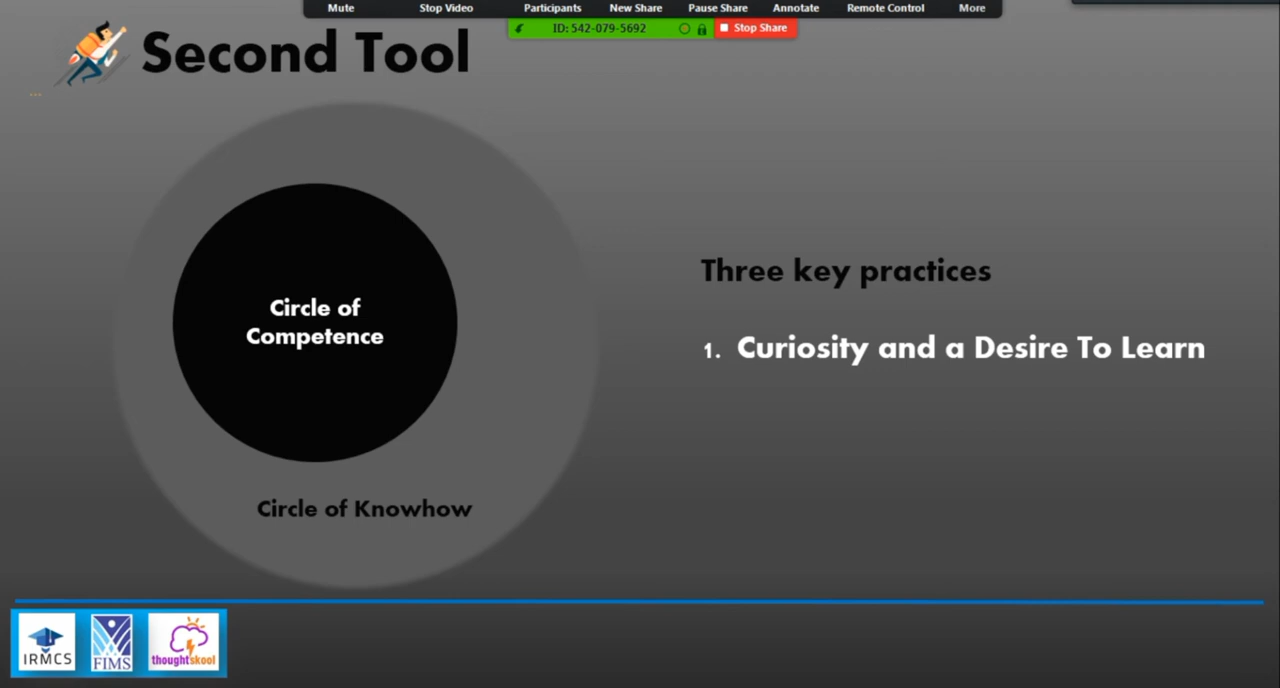 Mute Stop Video Participants New Share Pause Share Annotate Remote Control More
ID: 542-079-5692 Stop Share
Second Tool
...
Circle of
Competence
Circle of Knowhow
Three key practices
1. Curiosity and a Desire To Learn
IRMCS
FIMS
thoughtskool